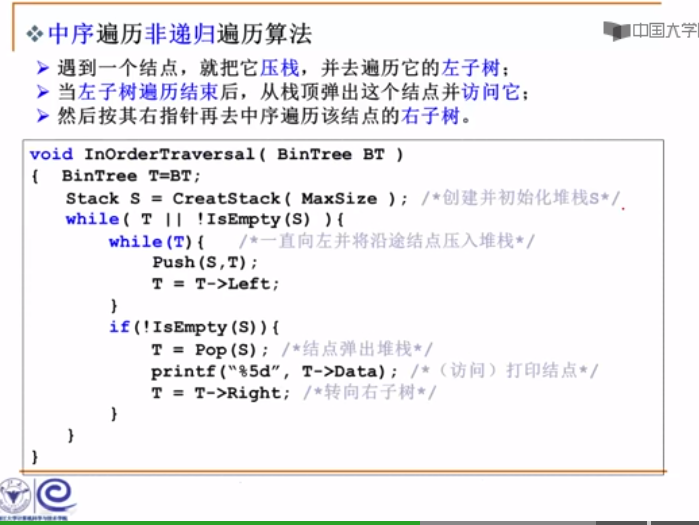 中序遍历非递归遍历算法
中国大学
遇到一个结点，就把它压栈，并去遍历它的左子树；
当左子树遍历结束后，从栈顶弹出这个结点并访问它；
然后按其右指针再去中序遍历该结点的右子树。
void InOrderTraversal( BinTree BT )
{ BinTree T=BT;
Stack S = CreatStack( MaxSize ); /*创建并初始化堆栈S*/
while( T || !IsEmpty(S) ){
while(T){ /*一直向左并将沿途结点压入堆栈*/
Push(S,T);
T = T->Left;
}
if(!IsEmpty(S)){
T = Pop(S); /*结点弹出堆栈*/
printf(“%5d”, T->Data); /*（访问）打印结点*/
T = T->Right; /*转向右子树*/
}
}
}